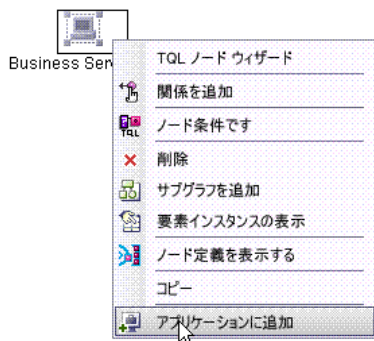 Business Ser
TQL ノード ウィザード
関係を追加
TQL
ノード条件です
削除
サブグラフを追加
要素インスタンスの表示
ノード定義を表示する
コピー
アプリケーションに追加